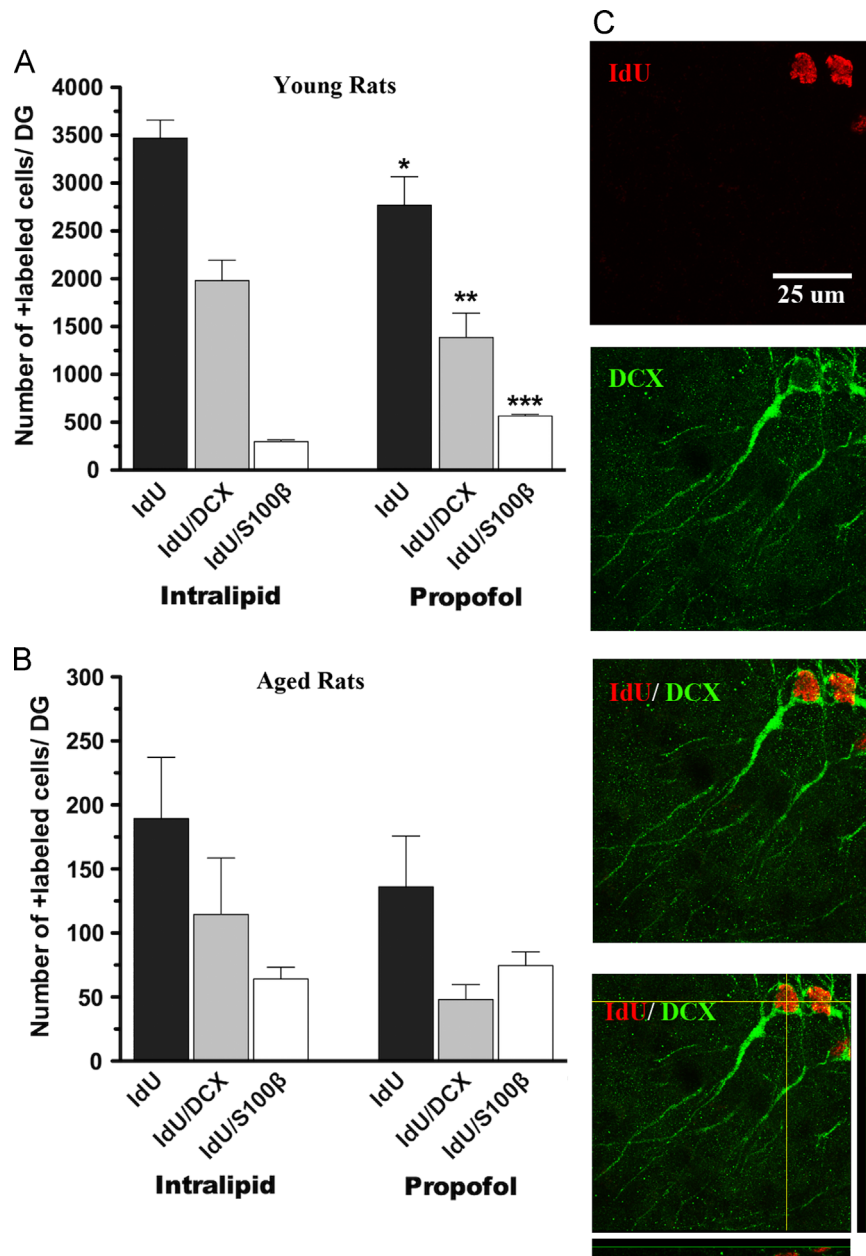 A
Young Rats
Number of +labeled cells/ DG
4000
3500
3000
2500
2000
1500
1000
500
0
*
**
***
IdU
IdU/DCX
IdU/S100β
IdU
IdU/DCX
IdU/S100β
Intralipid
Propofol
B
Aged Rats
Number of +labeled cells/ DG
300
250
200
150
100
50
0
IdU
IdU/DCX
IdU/S100β
IdU
IdU/DCX
IdU/S100β
Intralipid
Propofol
C
IdU
25 um
DCX
IdU/ DCX
IdU/ DCX